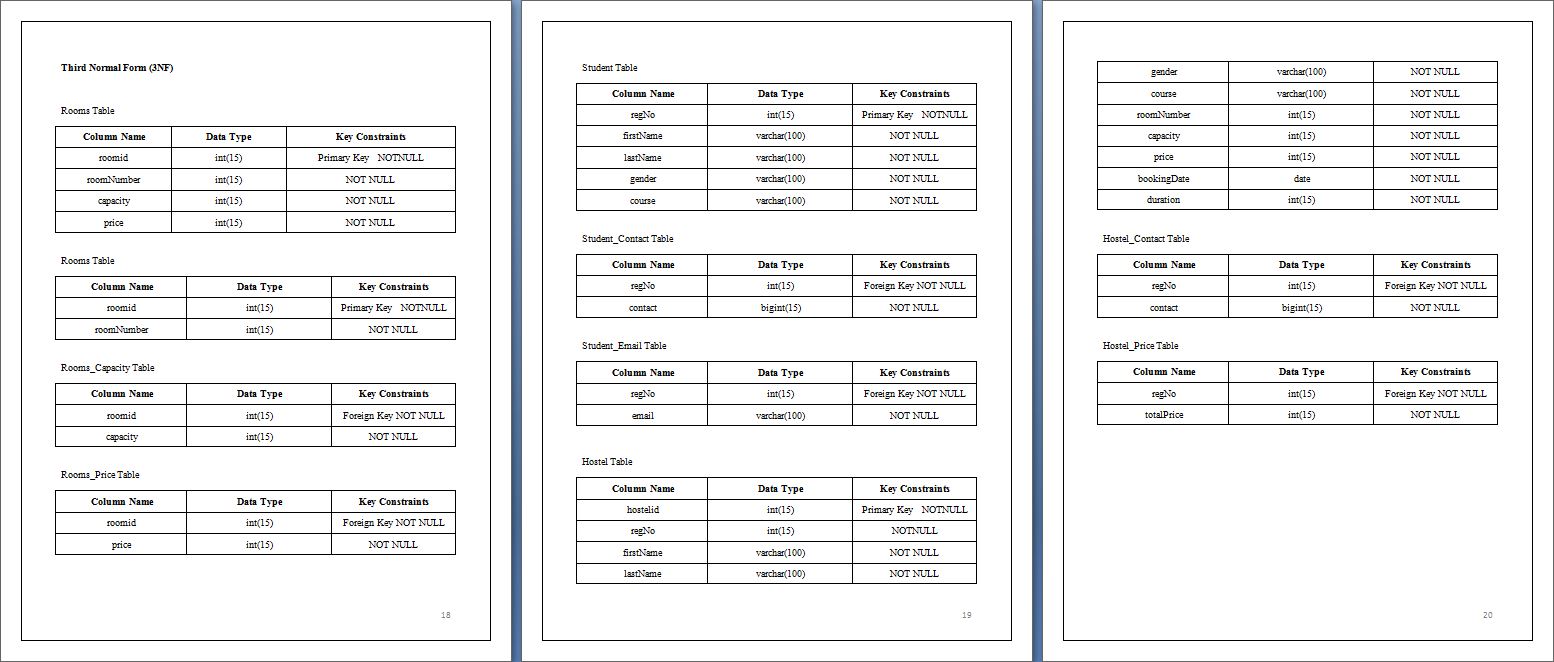 Third Normal Form (3NF)
Rooms Table
Column Name Data Type Key Constraints
roomid int(15) Primary Key NOTNULL
roomNumber int(15) NOT NULL
capacity int(15) NOT NULL
price int(15) NOT NULL
Rooms Table
Column Name Data Type Key Constraints
roomid int(15) Primary Key NOTNULL
roomNumber int(15) NOT NULL
Rooms_Capacity Table
Column Name Data Type Key Constraints
roomid int(15) Foreign Key NOT NULL
capacity int(15) NOT NULL
Rooms_Price Table
Column Name Data Type Key Constraints
roomid int(15) Foreign Key NOT NULL
price int(15) NOT NULL
18
Student Table
Column Name Data Type Key Constraints
regNo int(15) Primary Key NOTNULL
firstName varchar(100) NOT NULL
lastName varchar(100) NOT NULL
gender varchar(100) NOT NULL
course varchar(100) NOT NULL
Student_Contact Table
Column Name Data Type Key Constraints
regNo int(15) Foreign Key NOT NULL
contact bigint(15) NOT NULL
Student_Email Table
Column Name Data Type Key Constraints
regNo int(15) Foreign Key NOT NULL
email varchar(100) NOT NULL
Hostel Table
Column Name Data Type Key Constraints
hostelid int(15) Primary Key NOTNULL
regNo int(15) NOTNULL
firstName varchar(100) NOT NULL
lastName varchar(100) NOT NULL
19
gender varchar(100) NOT NULL
course varchar(100) NOT NULL
roomNumber int(15) NOT NULL
capacity int(15) NOT NULL
price int(15) NOT NULL
bookingDate date NOT NULL
duration int(15) NOT NULL
Hostel_Contact Table
Column Name Data Type Key Constraints
regNo int(15) Foreign Key NOT NULL
contact bigint(15) NOT NULL
Hostel_Price Table
Column Name Data Type Key Constraints
regNo int(15) Foreign Key NOT NULL
totalPrice int(15) NOT NULL
20